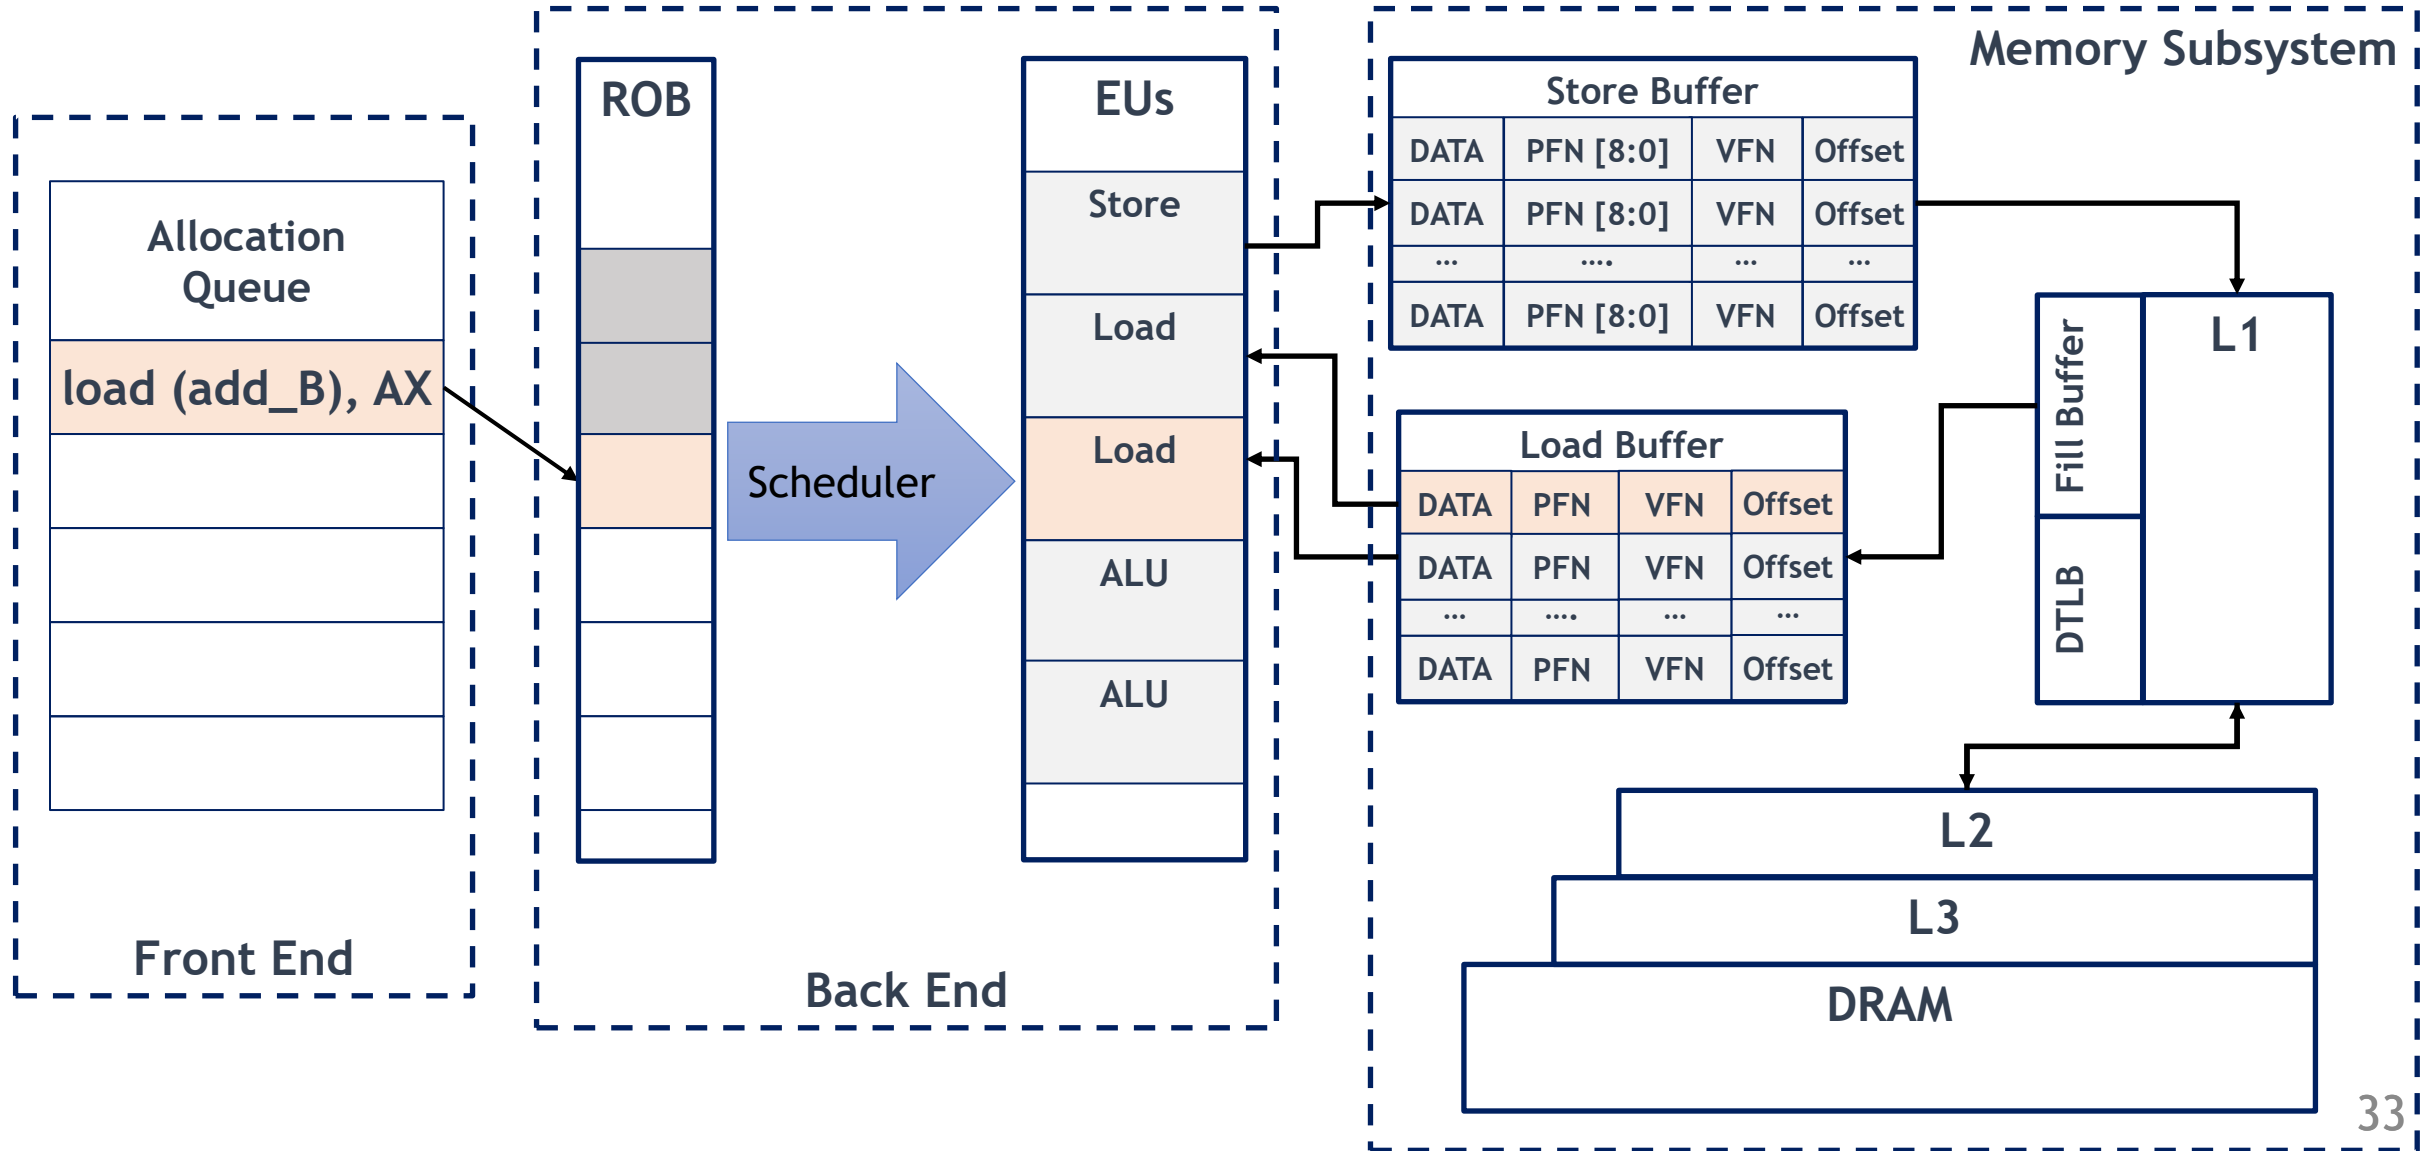 Allocation
Queue
load (add_B), AX
Front End
ROB
Scheduler
EUs
Store
Load
Load
ALU
ALU
Back End
Memory Subsystem
Store Buffer
DATA PFN [8:0] VFN Offset
DATA PFN [8:0] VFN Offset
... .... ... ...
DATA PFN [8:0] VFN Offset
Load Buffer
DATA PFN VFN Offset
DATA PFN VFN Offset
... .... ... ...
DATA PFN VFN Offset
Fill Buffer
DTLB
L1
L2
L3
DRAM
33